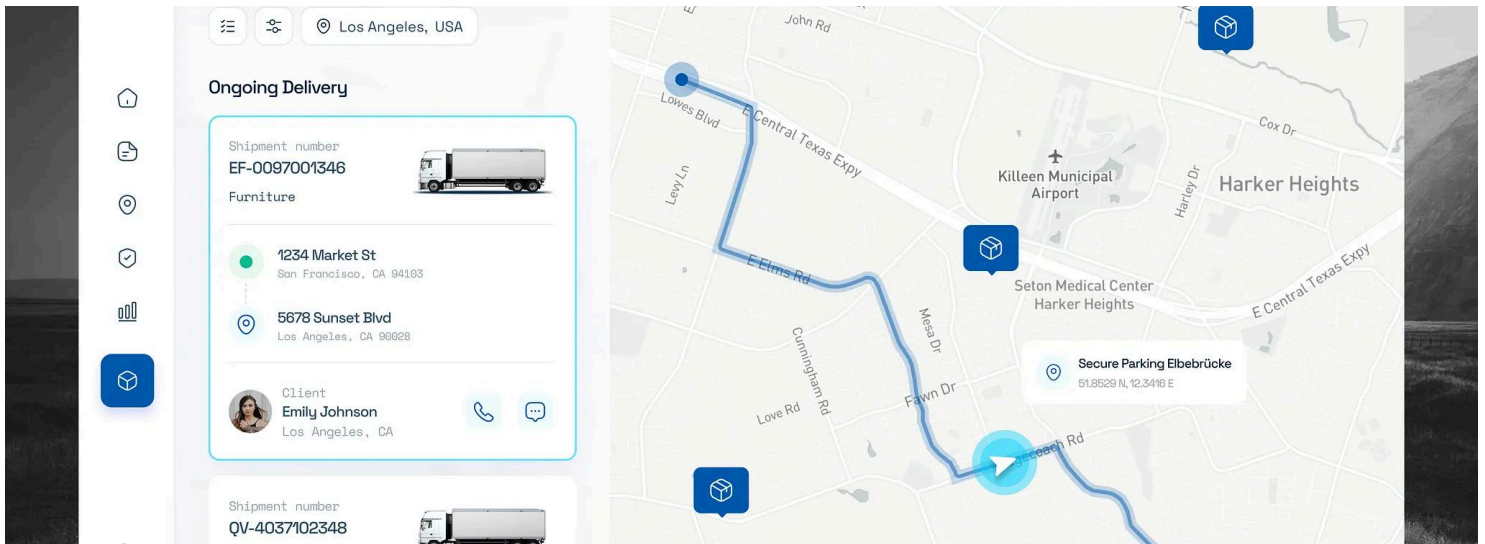 Los Angeles, USA
Ongoing Delivery
Shipment number
EF-0097001346
Furniture
1234 Market St
San Francisco, CA 94103
5678 Sunset Blvd
Los Angeles, CA 90028
Client
Emily Johnson
Los Angeles, CA
Shipment number
QV-4037102348
John Rd
Lowes Blvd
E Central Texas Expy
Cox Dr
Killeen Municipal
Airport
Harley Dr
Harker Heights
Levy Ln
E Elms Rd
Seton Medical Center
Harker Heights
E Central Texas Expy
Mesa Dr
Cunningham Rd
Secure Parking Elbebrücke
51.8529 N, 12.3416 E
Fawn Dr
Love Rd
Rd